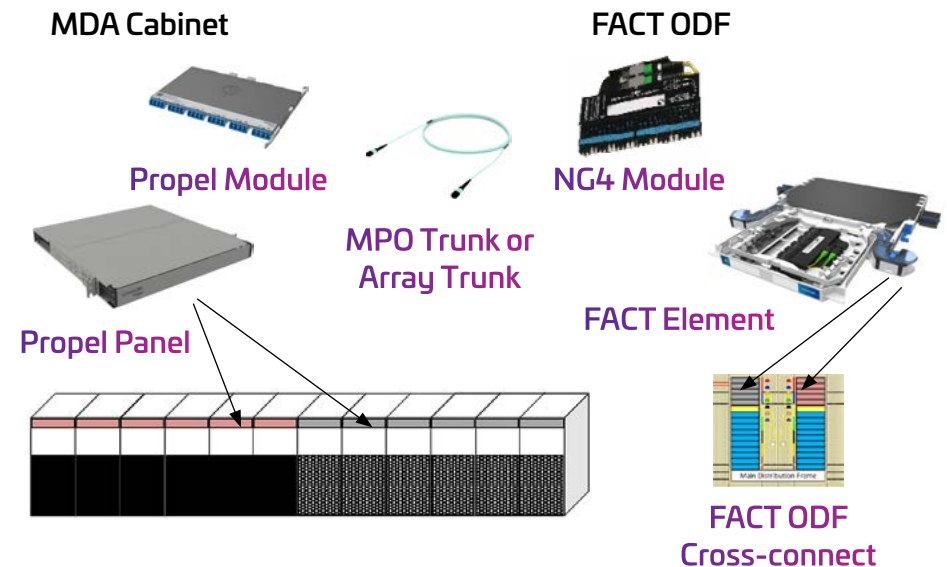 MDA Cabinet
FACT ODF
Propel Module
NG4 Module
MPO Trunk or
Array Trunk
FACT Element
Propel Panel
Main Distribution Frame
FACT ODF
Cross-connect